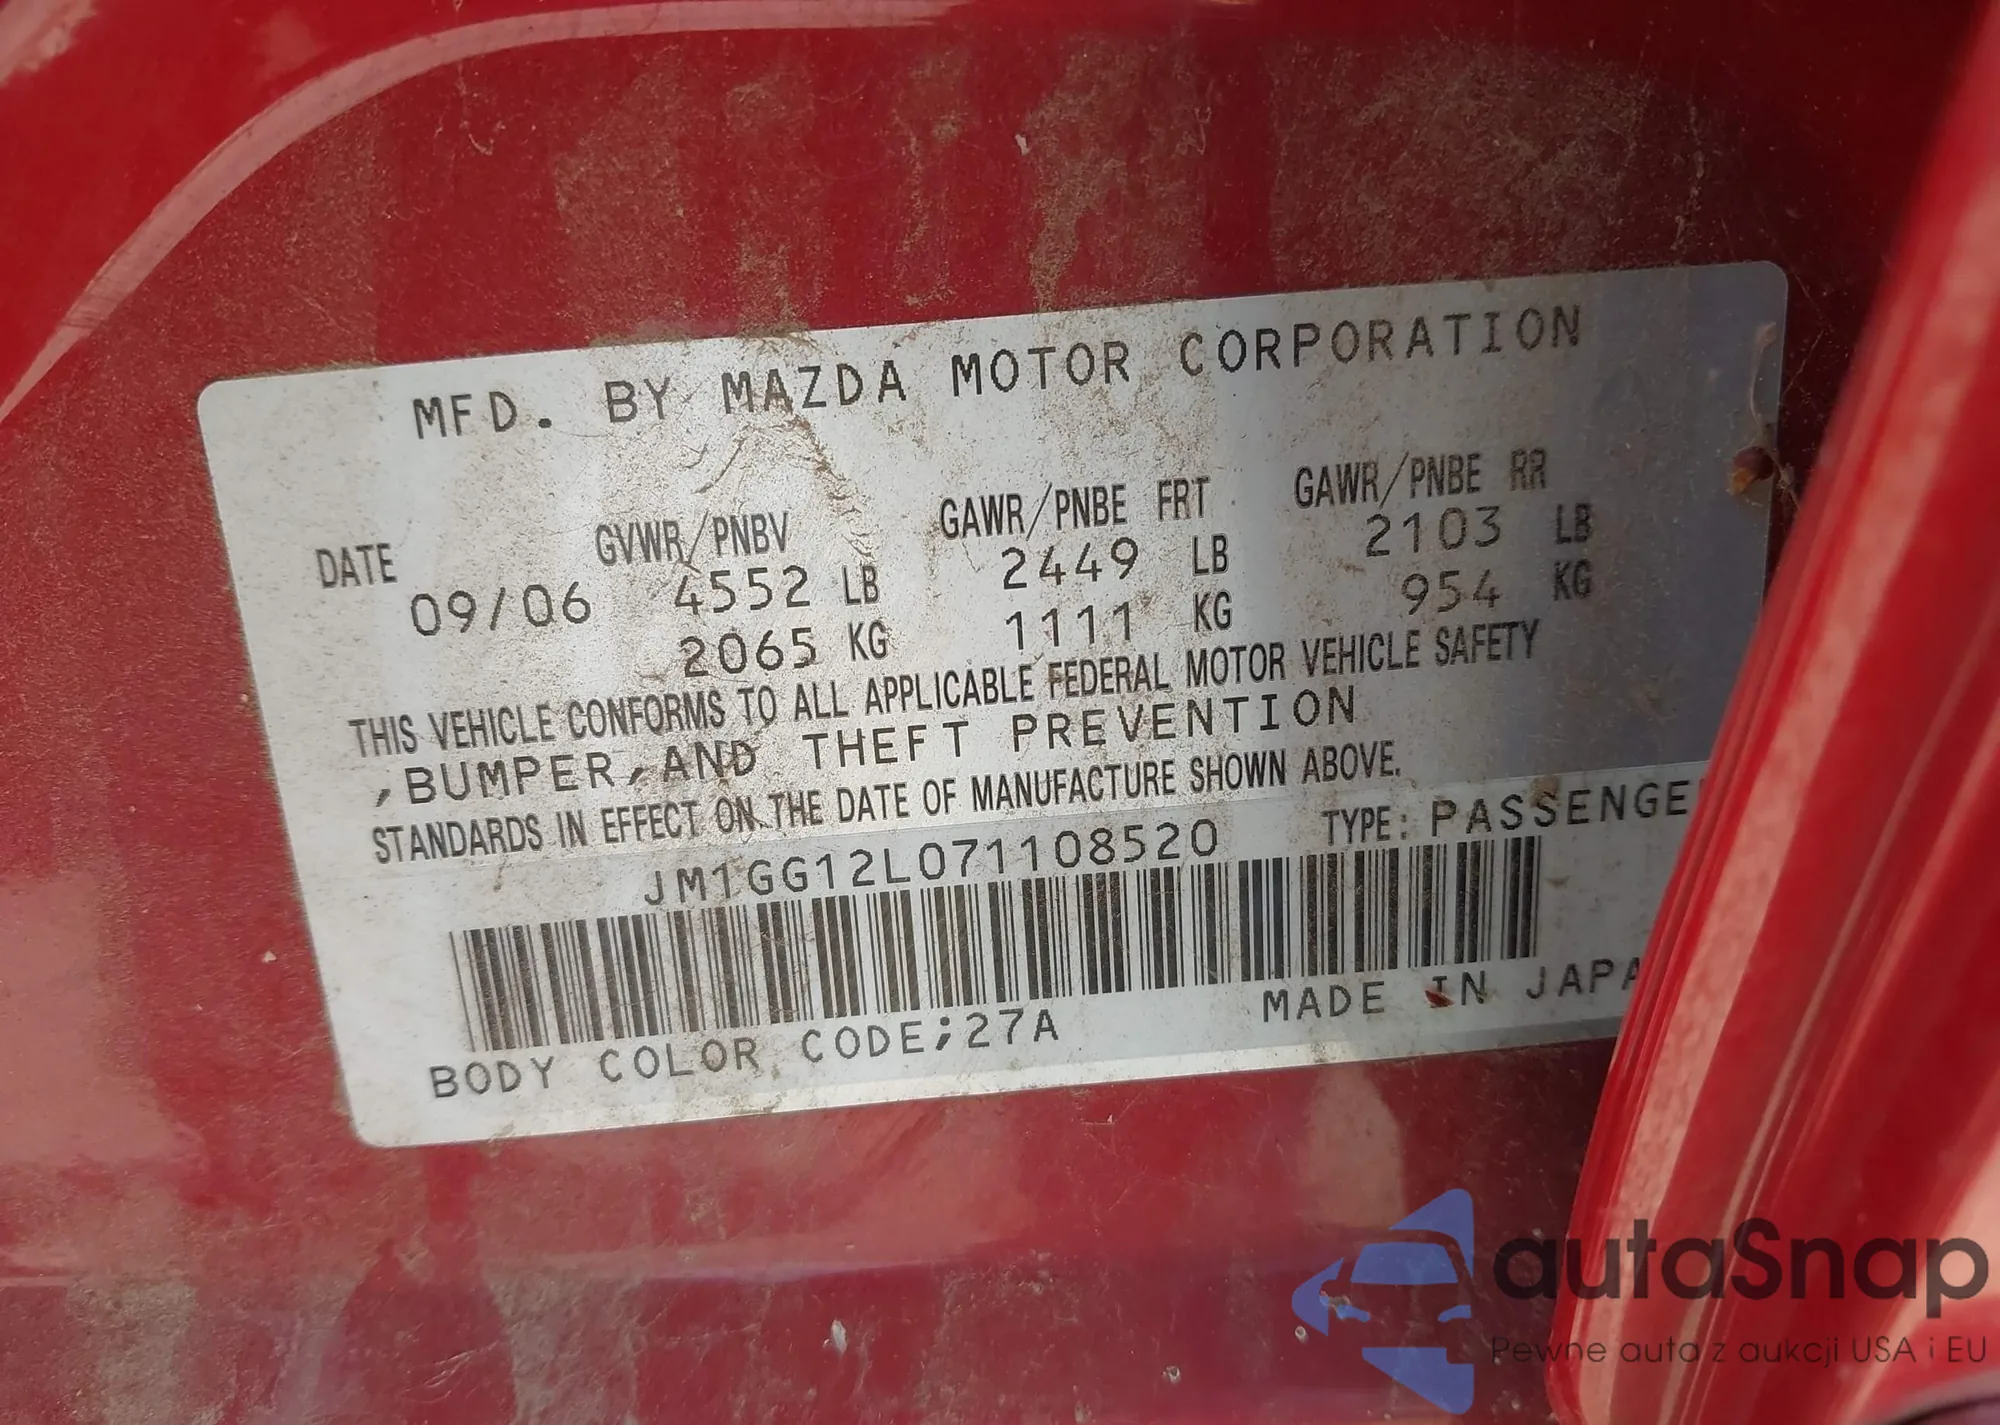 MFD. BY MAZDA MOTOR CORPORATION
DATE GVWR/PNBV GAWR/PNBE FRT GAWR/PNBE RR
09/06 4552 LB 2449 LB 2103 LB
2065 KG 1111 KG 954 KG
THIS VEHICLE CONFORMS TO ALL APPLICABLE FEDERAL MOTOR VEHICLE SAFETY
,BUMPER,AND THEFT PREVENTION
STANDARDS IN EFFECT ON THE DATE OF MANUFACTURE SHOWN ABOVE.
JM1GG12L071108520 TYPE: PASSENGE
BODY COLOR CODE;27A MADE IN JAPA
autaSnap
Pewne auta z aukcji USA i EU